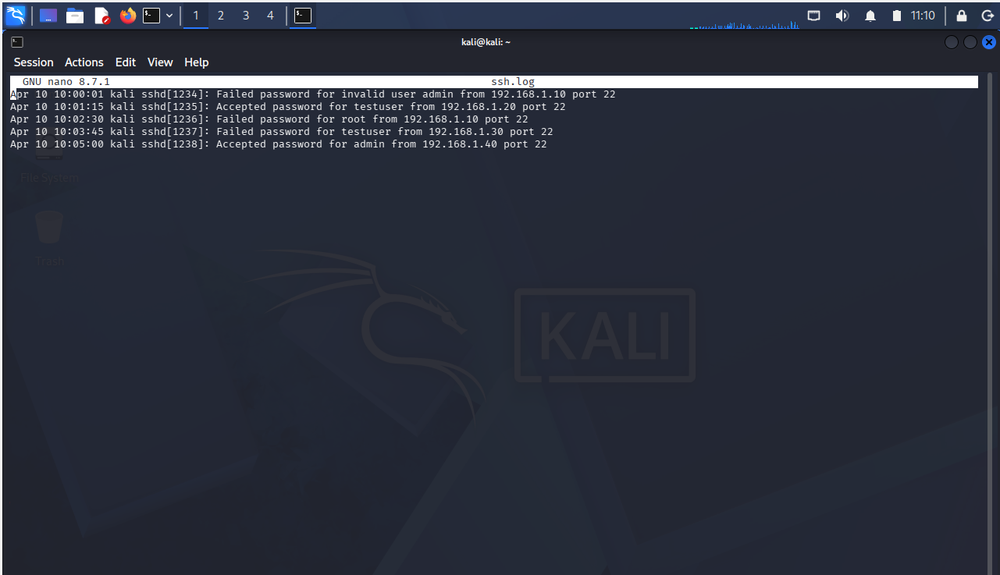 1 2 3 4 11:10
kali@kali: ~
Session Actions Edit View Help
GNU nano 8.7.1 ssh.log
Apr 10 10:00:01 kali sshd[1234]: Failed password for invalid user admin from 192.168.1.10 port 22
Apr 10 10:01:15 kali sshd[1235]: Accepted password for testuser from 192.168.1.20 port 22
Apr 10 10:02:30 kali sshd[1236]: Failed password for root from 192.168.1.10 port 22
Apr 10 10:03:45 kali sshd[1237]: Failed password for testuser from 192.168.1.30 port 22
Apr 10 10:05:00 kali sshd[1238]: Accepted password for admin from 192.168.1.40 port 22
File System
Trash
KALI